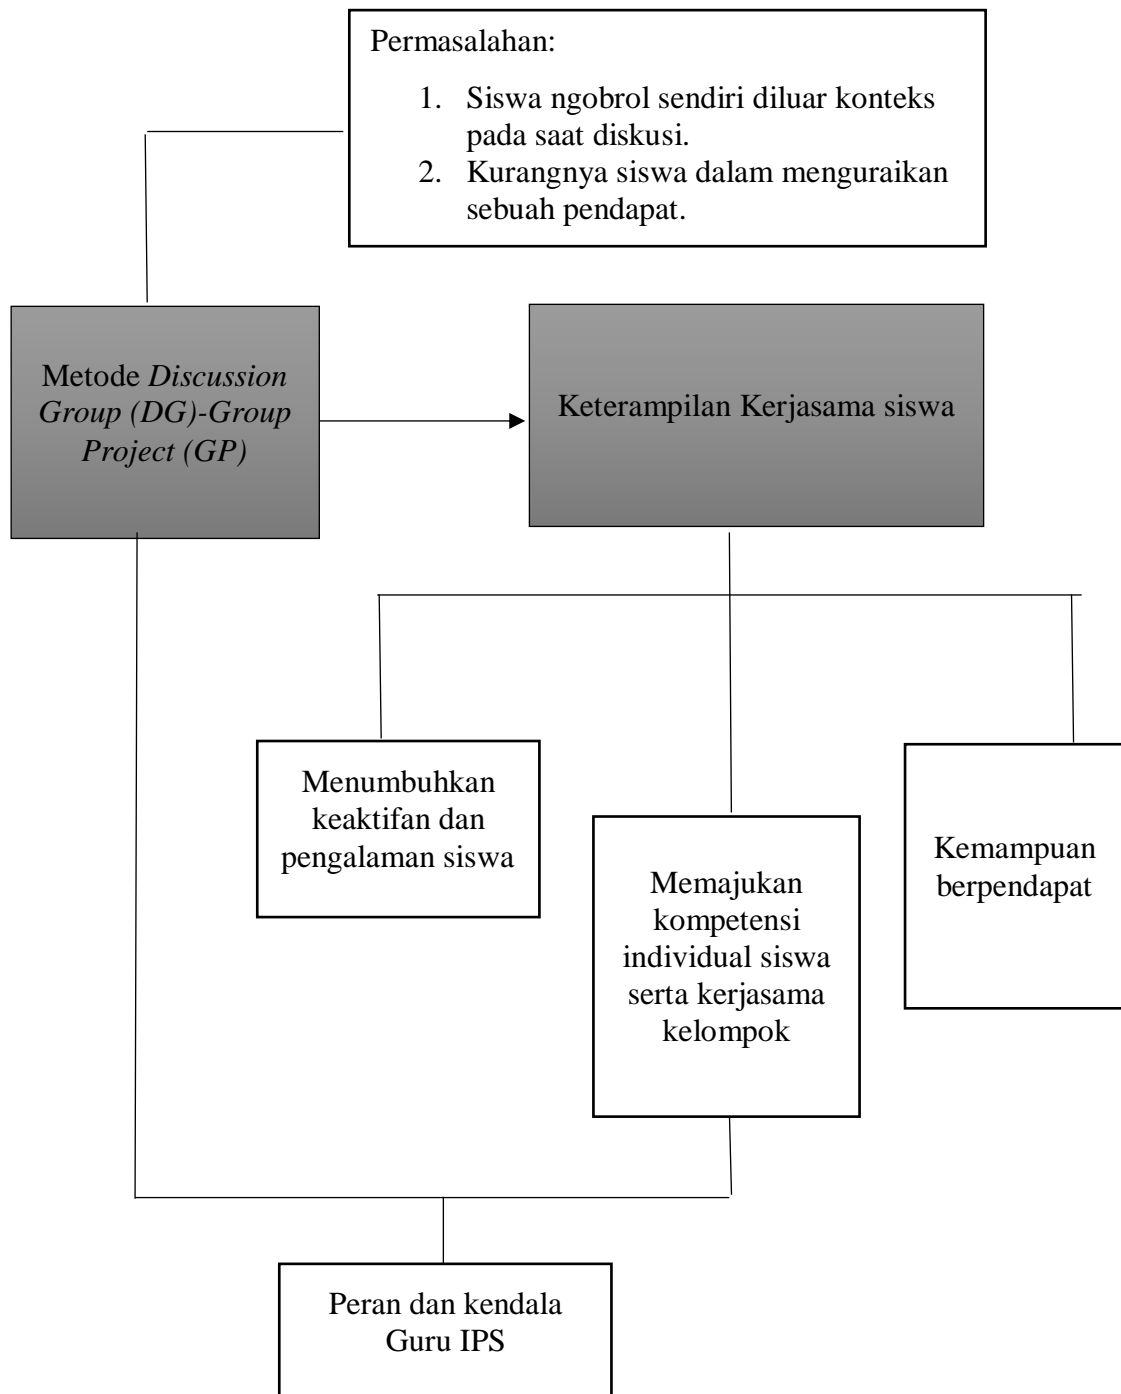 Permasalahan:
1. Siswa ngobrol sendiri diluar konteks
pada saat diskusi.
2. Kurangnya siswa dalam menguraikan
sebuah pendapat.
Metode Discussion
Group (DG)-Group
Project (GP)
Keterampilan Kerjasama siswa
Menumbuhkan
keaktifan dan
pengalaman siswa
Memajukan
kompetensi
individual siswa
serta kerjasama
kelompok
Kemampuan
berpendapat
Peran dan kendala
Guru IPS